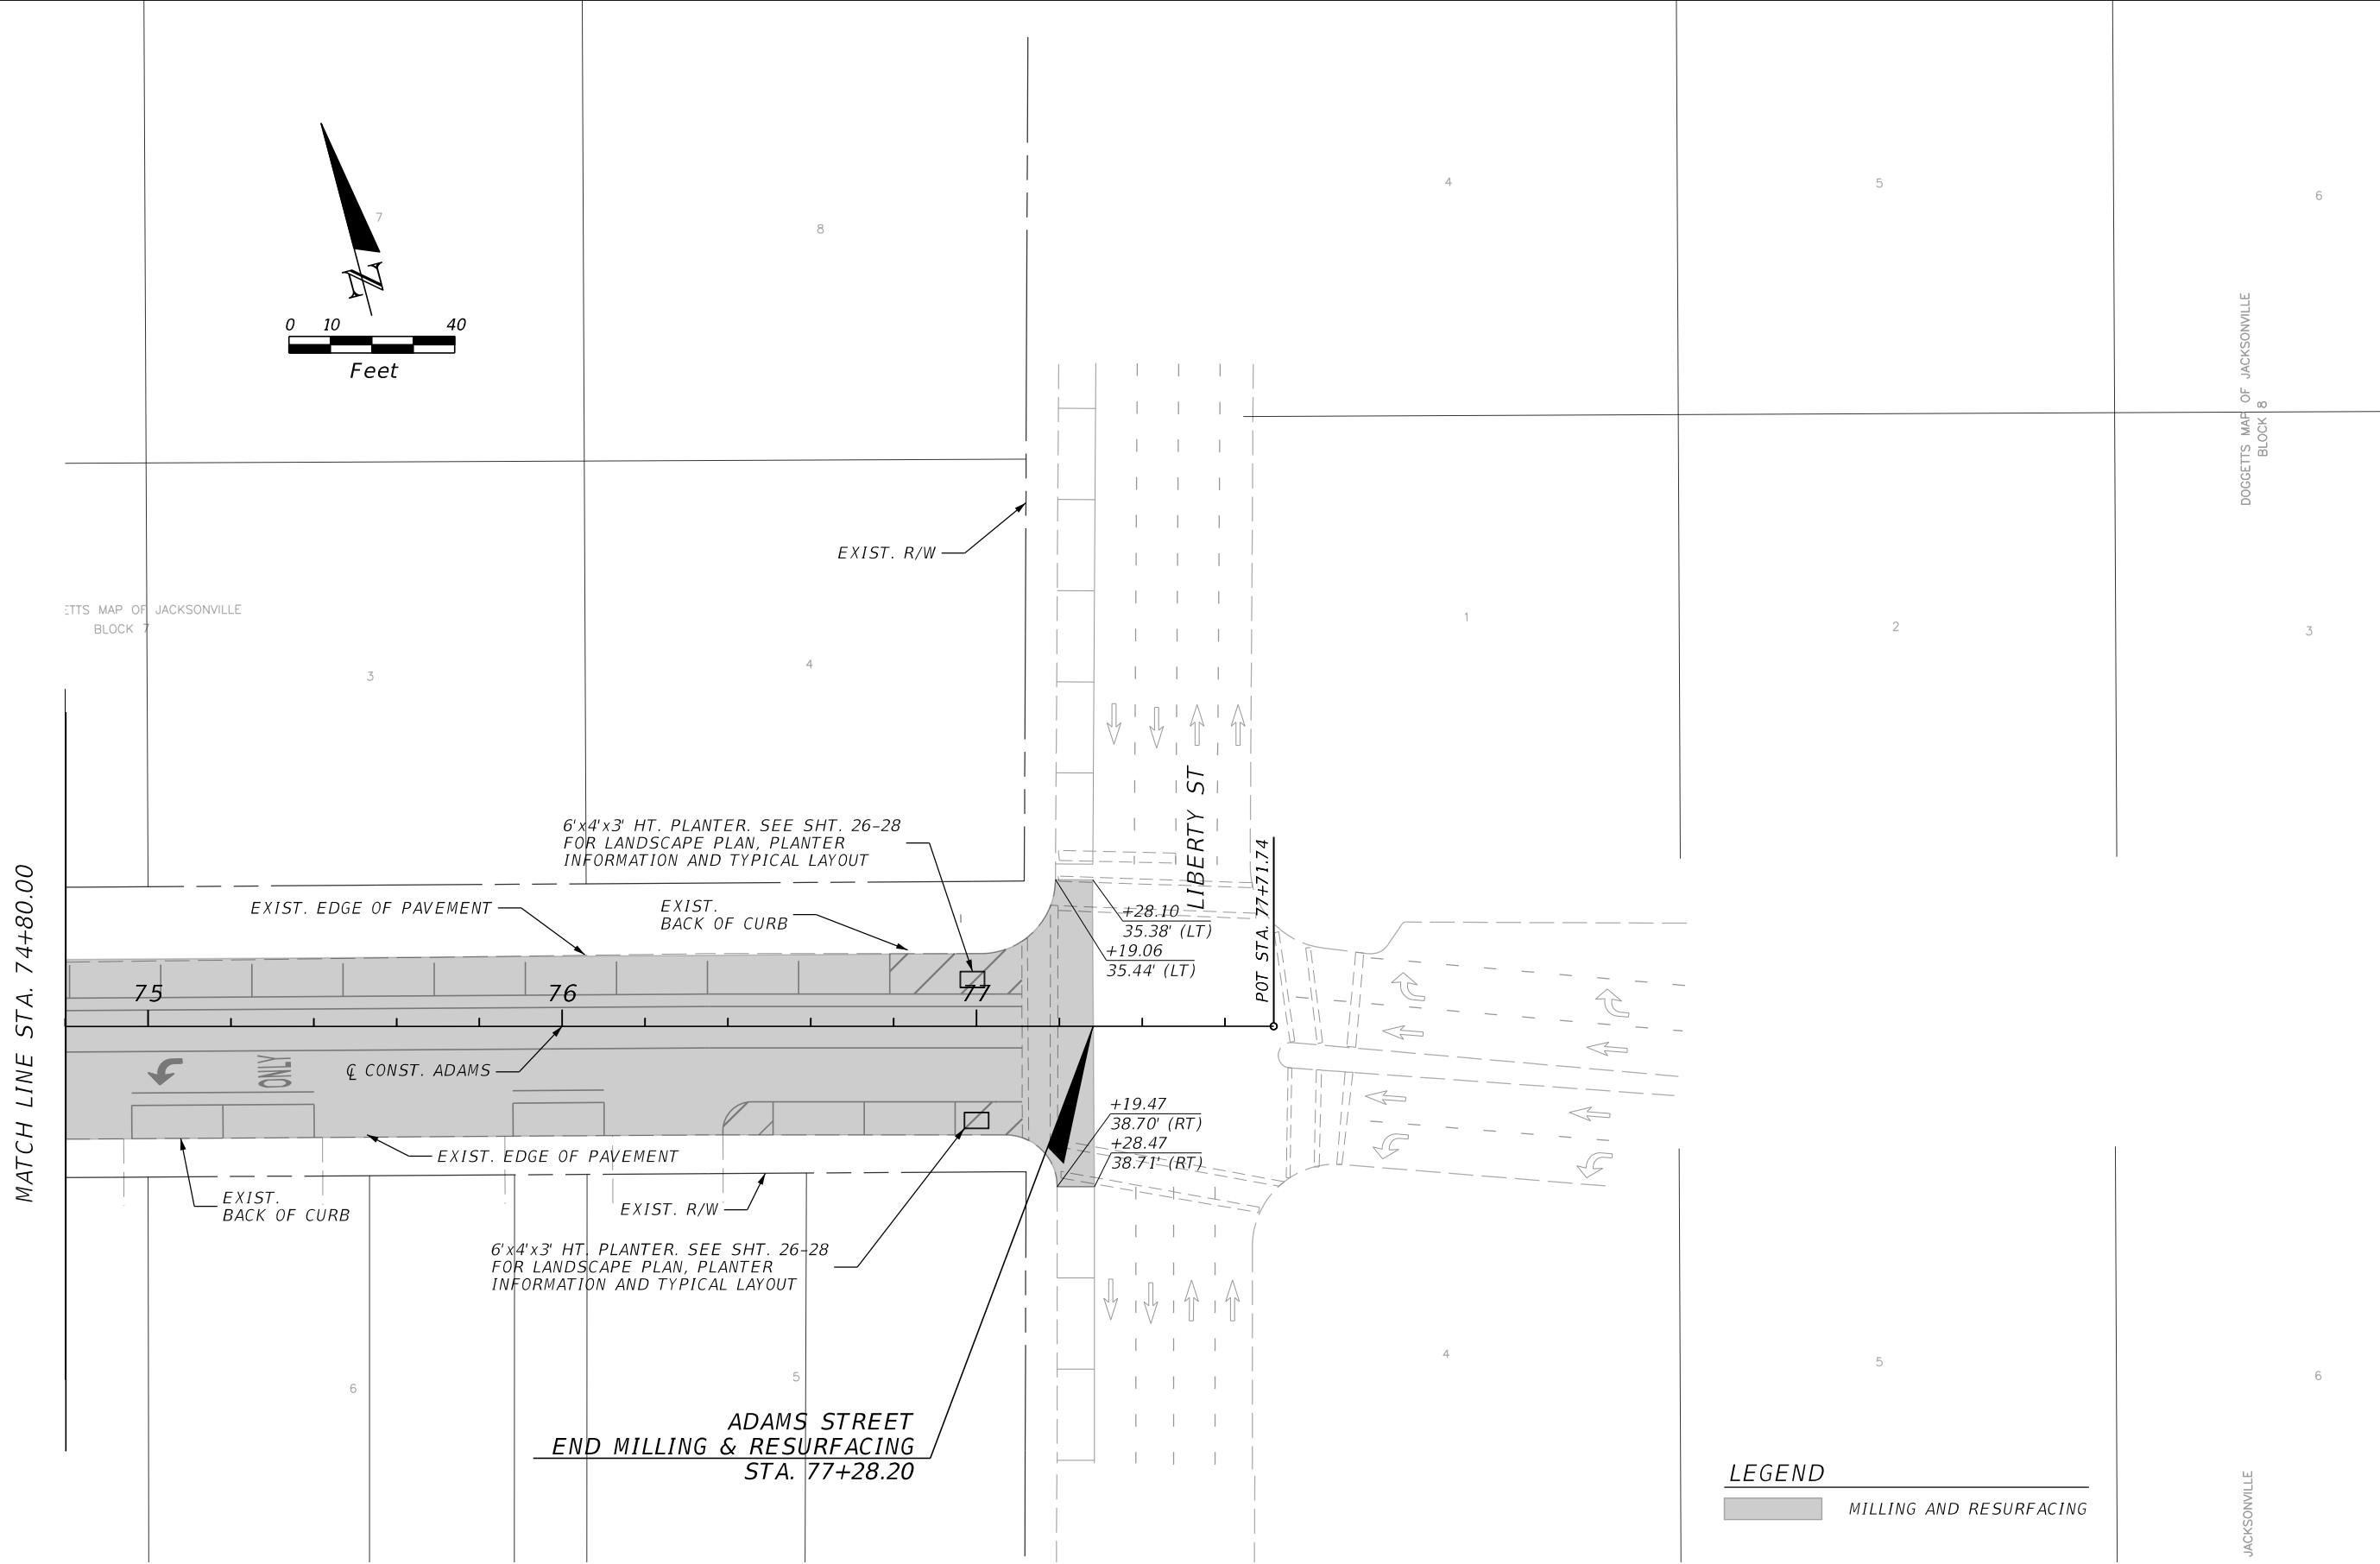 4
5
6
7
8
0 10 40
Feet
DOGGETTS MAP OF JACKSONVILLE
BLOCK 8
EXIST. R/W
ETTS MAP OF JACKSONVILLE
BLOCK 7
3
4
1
2
3
LIBERTY ST
6'x4'x3' HT. PLANTER. SEE SHT. 26-28
FOR LANDSCAPE PLAN, PLANTER
INFORMATION AND TYPICAL LAYOUT
MATCH LINE STA. 74+80.00
POT STA. 77+71.74
EXIST. EDGE OF PAVEMENT
EXIST.
BACK OF CURB
+28.10
35.38' (LT)
+19.06
35.44' (LT)
75
76
77
ONLY
℄ CONST. ADAMS
+19.47
38.70' (RT)
+28.47
38.71' (RT)
EXIST. EDGE OF PAVEMENT
EXIST.
BACK OF CURB
EXIST. R/W
6'x4'x3' HT. PLANTER. SEE SHT. 26-28
FOR LANDSCAPE PLAN, PLANTER
INFORMATION AND TYPICAL LAYOUT
6
5
4
5
6
ADAMS STREET
END MILLING & RESURFACING
STA. 77+28.20
LEGEND
MILLING AND RESURFACING
JACKSONVILLE
N